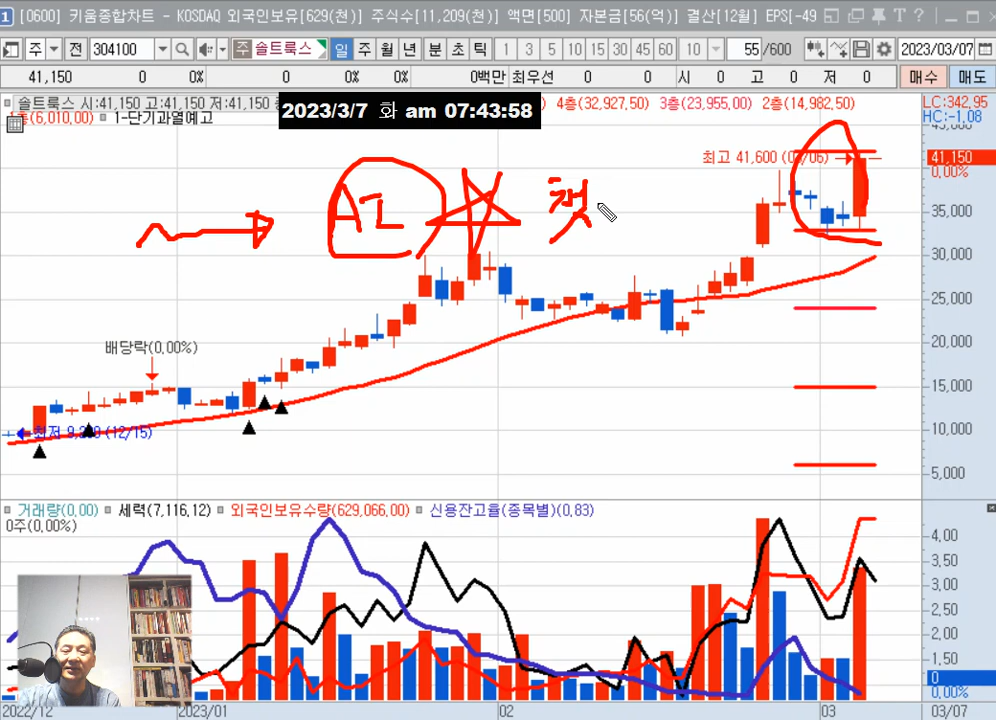 [0600] 키움종합차트 - KOSDAQ 외국인보유[629(천)] 주식수[11,209(천)] 액면[500] 자본금[56(억)] 결산[12월] EPS[-49
주 전 304100 주 솔트룩스 일 주 월 년 분 초 틱 1 3 5 10 15 30 45 60 10 55 /600 2023/03/07
41,150 0 0% 0 0% 0% 0백만 최우선 0 0 시 0 고 0 저 0 매수 매도
솔트룩스 시:41,150 고:41,150 저:41,150 4층(32,927,50) 3층(23,955,00) 2층(14,982,50) LC:342,95
(6,010,00) 1-단기과열예고 HC:-1,08
2023/3/7 화 am 07:43:58
45,000
최고 41,600 41,150
0,00%
AI 챗
35,000
30,000
25,000
20,000
배당락(0,00%)
15,000
10,000
최저 (12/15)
5,000
거래량(0,00) 세력(7,116,12) 외국인보유수량(629,066,00) 신용잔고율(종목별)(0,83)
0주(0,00%)
4,00
3,50
3,00
2,50
2,00
1,50
0
0,00%
2022/12 2023/01 02 03 03/07